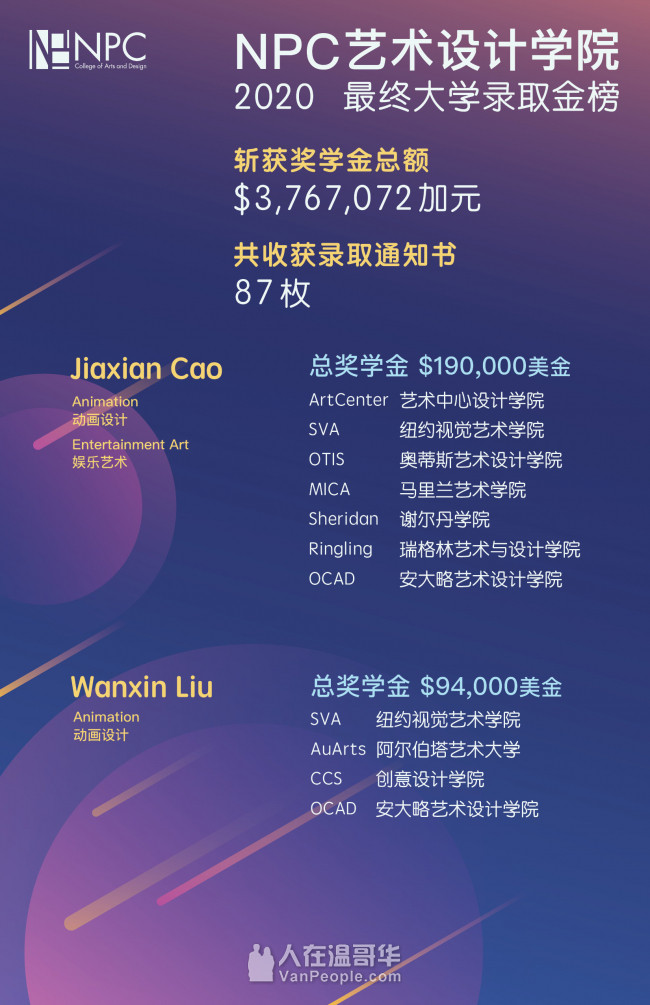 NPC
College of Arts and Design
NPC艺术设计学院
2020 最终大学录取金榜
斩获奖学金总额
$3,767,072加元
共收获录取通知书
87枚
Jiaxian Cao
Animation
动画设计
Entertainment Art
娱乐艺术
总奖学金 $190,000美金
ArtCenter 艺术中心设计学院
SVA 纽约视觉艺术学院
OTIS 奥蒂斯艺术设计学院
MICA 马里兰艺术学院
Sheridan 谢尔丹学院
Ringling 瑞格林艺术与设计学院
OCAD 安大略艺术设计学院
Wanxin Liu
Animation
动画设计
总奖学金 $94,000美金
SVA 纽约视觉艺术学院
AuArts 阿尔伯塔艺术大学
CCS 创意设计学院
OCAD 安大略艺术设计学院
人在温哥华
VanPeople.com